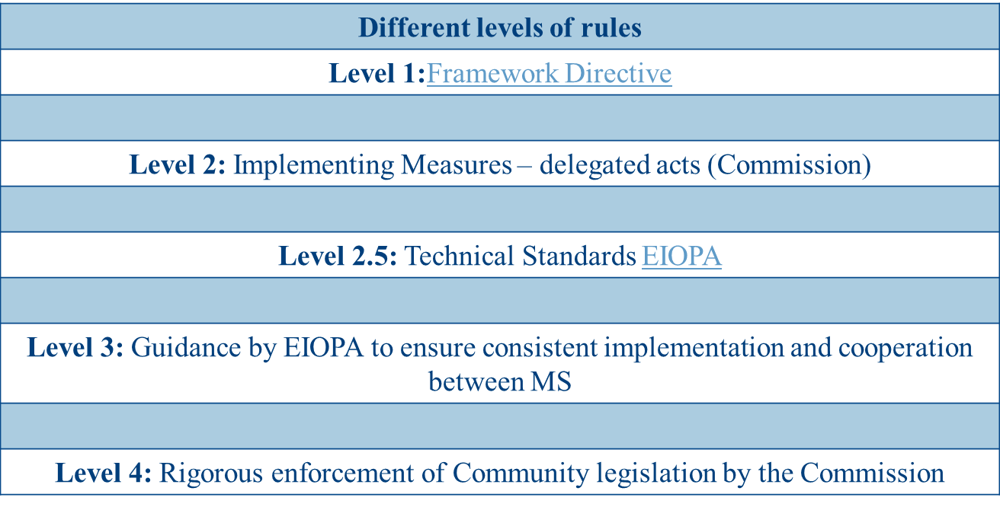 Different levels of rules
Level 1:Framework Directive
Level 2: Implementing Measures – delegated acts (Commission)
Level 2.5: Technical Standards EIOPA
Level 3: Guidance by EIOPA to ensure consistent implementation and cooperation
between MS
Level 4: Rigorous enforcement of Community legislation by the Commission